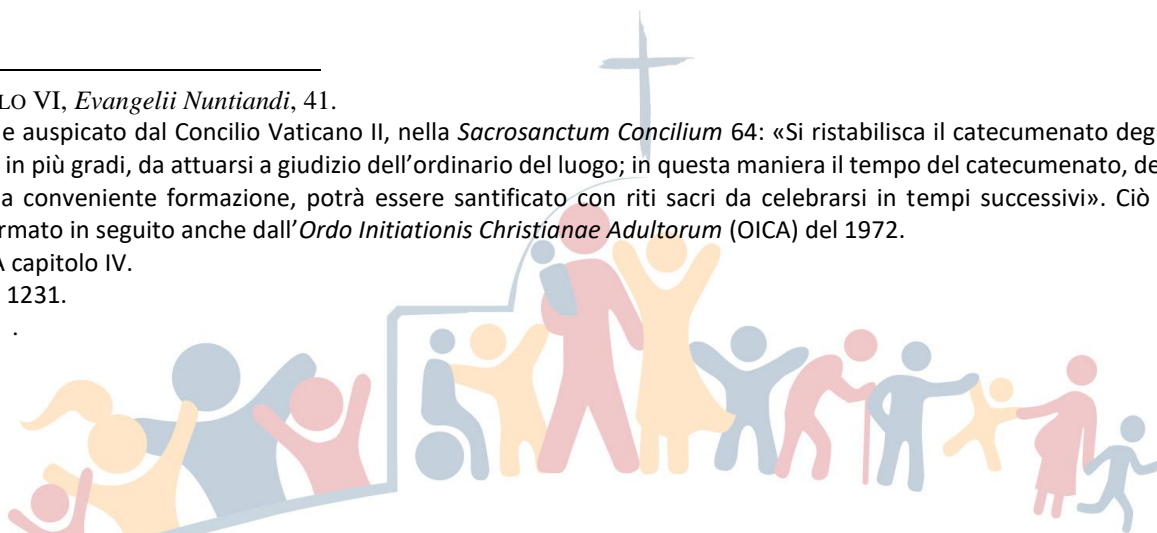 LO VI, Evangelii Nuntiandi, 41.
e auspicato dal Concilio Vaticano II, nella Sacrosanctum Concilium 64: «Si ristabilisca il catecumenato deg
in più gradi, da attuarsi a giudizio dell’ordinario del luogo; in questa maniera il tempo del catecumenato, de
a conveniente formazione, potrà essere santificato con riti sacri da celebrarsi in tempi successivi». Ciò
rmato in seguito anche dall’Ordo Initiationis Christianae Adultorum (OICA) del 1972.
A capitolo IV.
1231.
.